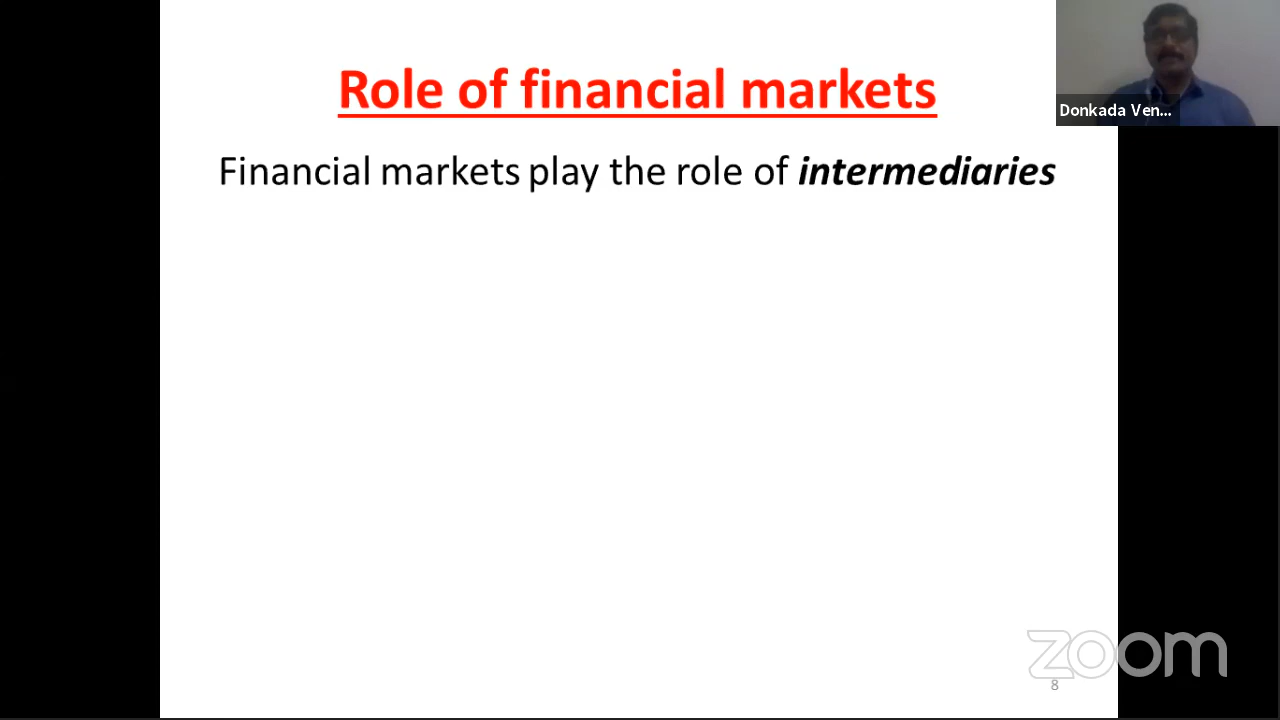 Role of financial markets
Donkada Ven...
Financial markets play the role of intermediaries
zoom
8